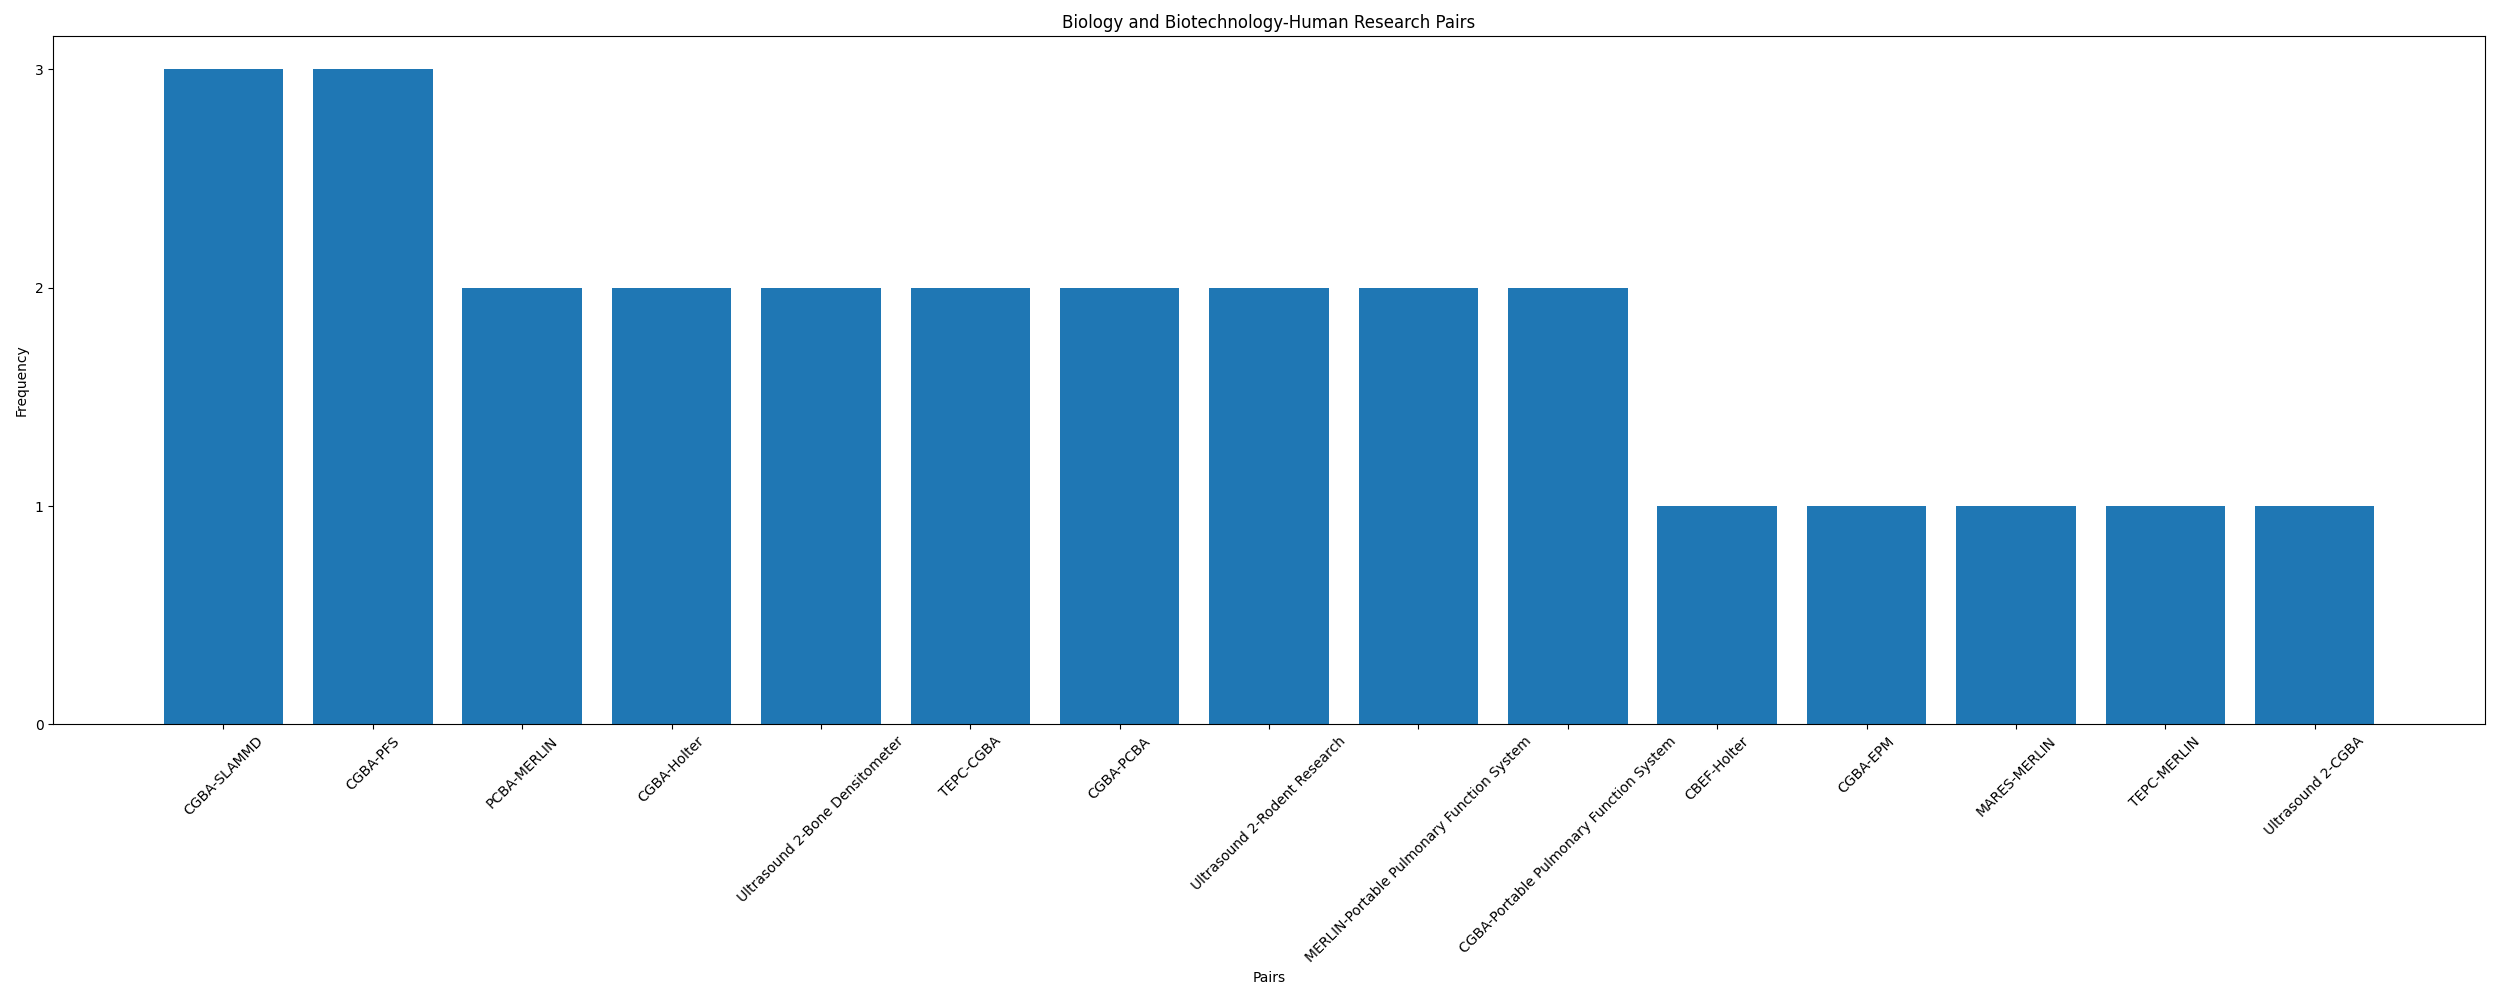 Biology and Biotechnology-Human Research Pairs
3
2
1
0
Frequency
CGBA-SLAMMD
CGBA-PFS
PCBA-MERLIN
CGBA-Holter
Ultrasound 2-Bone Densitometer
TEPC-CGBA
CGBA-PCBA
Ultrasound 2-Rodent Research
MERLIN-Portable Pulmonary Function System
CGBA-Portable Pulmonary Function System
CBEF-Holter
CGBA-EPM
MARES-MERLIN
TEPC-MERLIN
Ultrasound 2-CGBA
Pairs